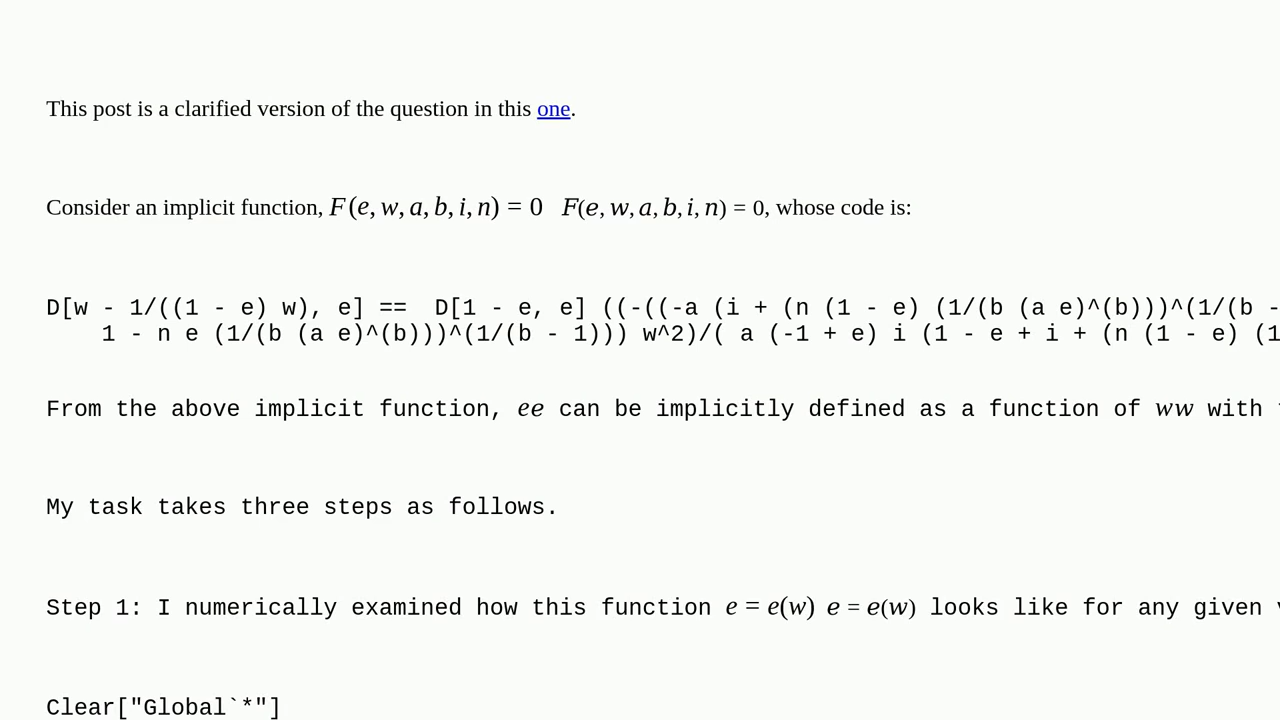 This post is a clarified version of the question in this one.
Consider an implicit function, F(e, w, a, b, i, n) = 0 F(e, w, a, b, i, n) = 0, whose code is:
D[w - 1/((1 - e) w), e] ==  D[1 - e, e] ((-((-a (i + (n (1 - e) (1/(b (a e)^(b)))^(1/(b -
1 - n e (1/(b (a e)^(b)))^(1/(b - 1))) w^2)/( a (-1 + e) i (1 - e + i + (n (1 - e) (1
From the above implicit function, ee can be implicitly defined as a function of ww with
My task takes three steps as follows.
Step 1: I numerically examined how this function e = e(w) e = e(w) looks like for any given
Clear["Global`*"]